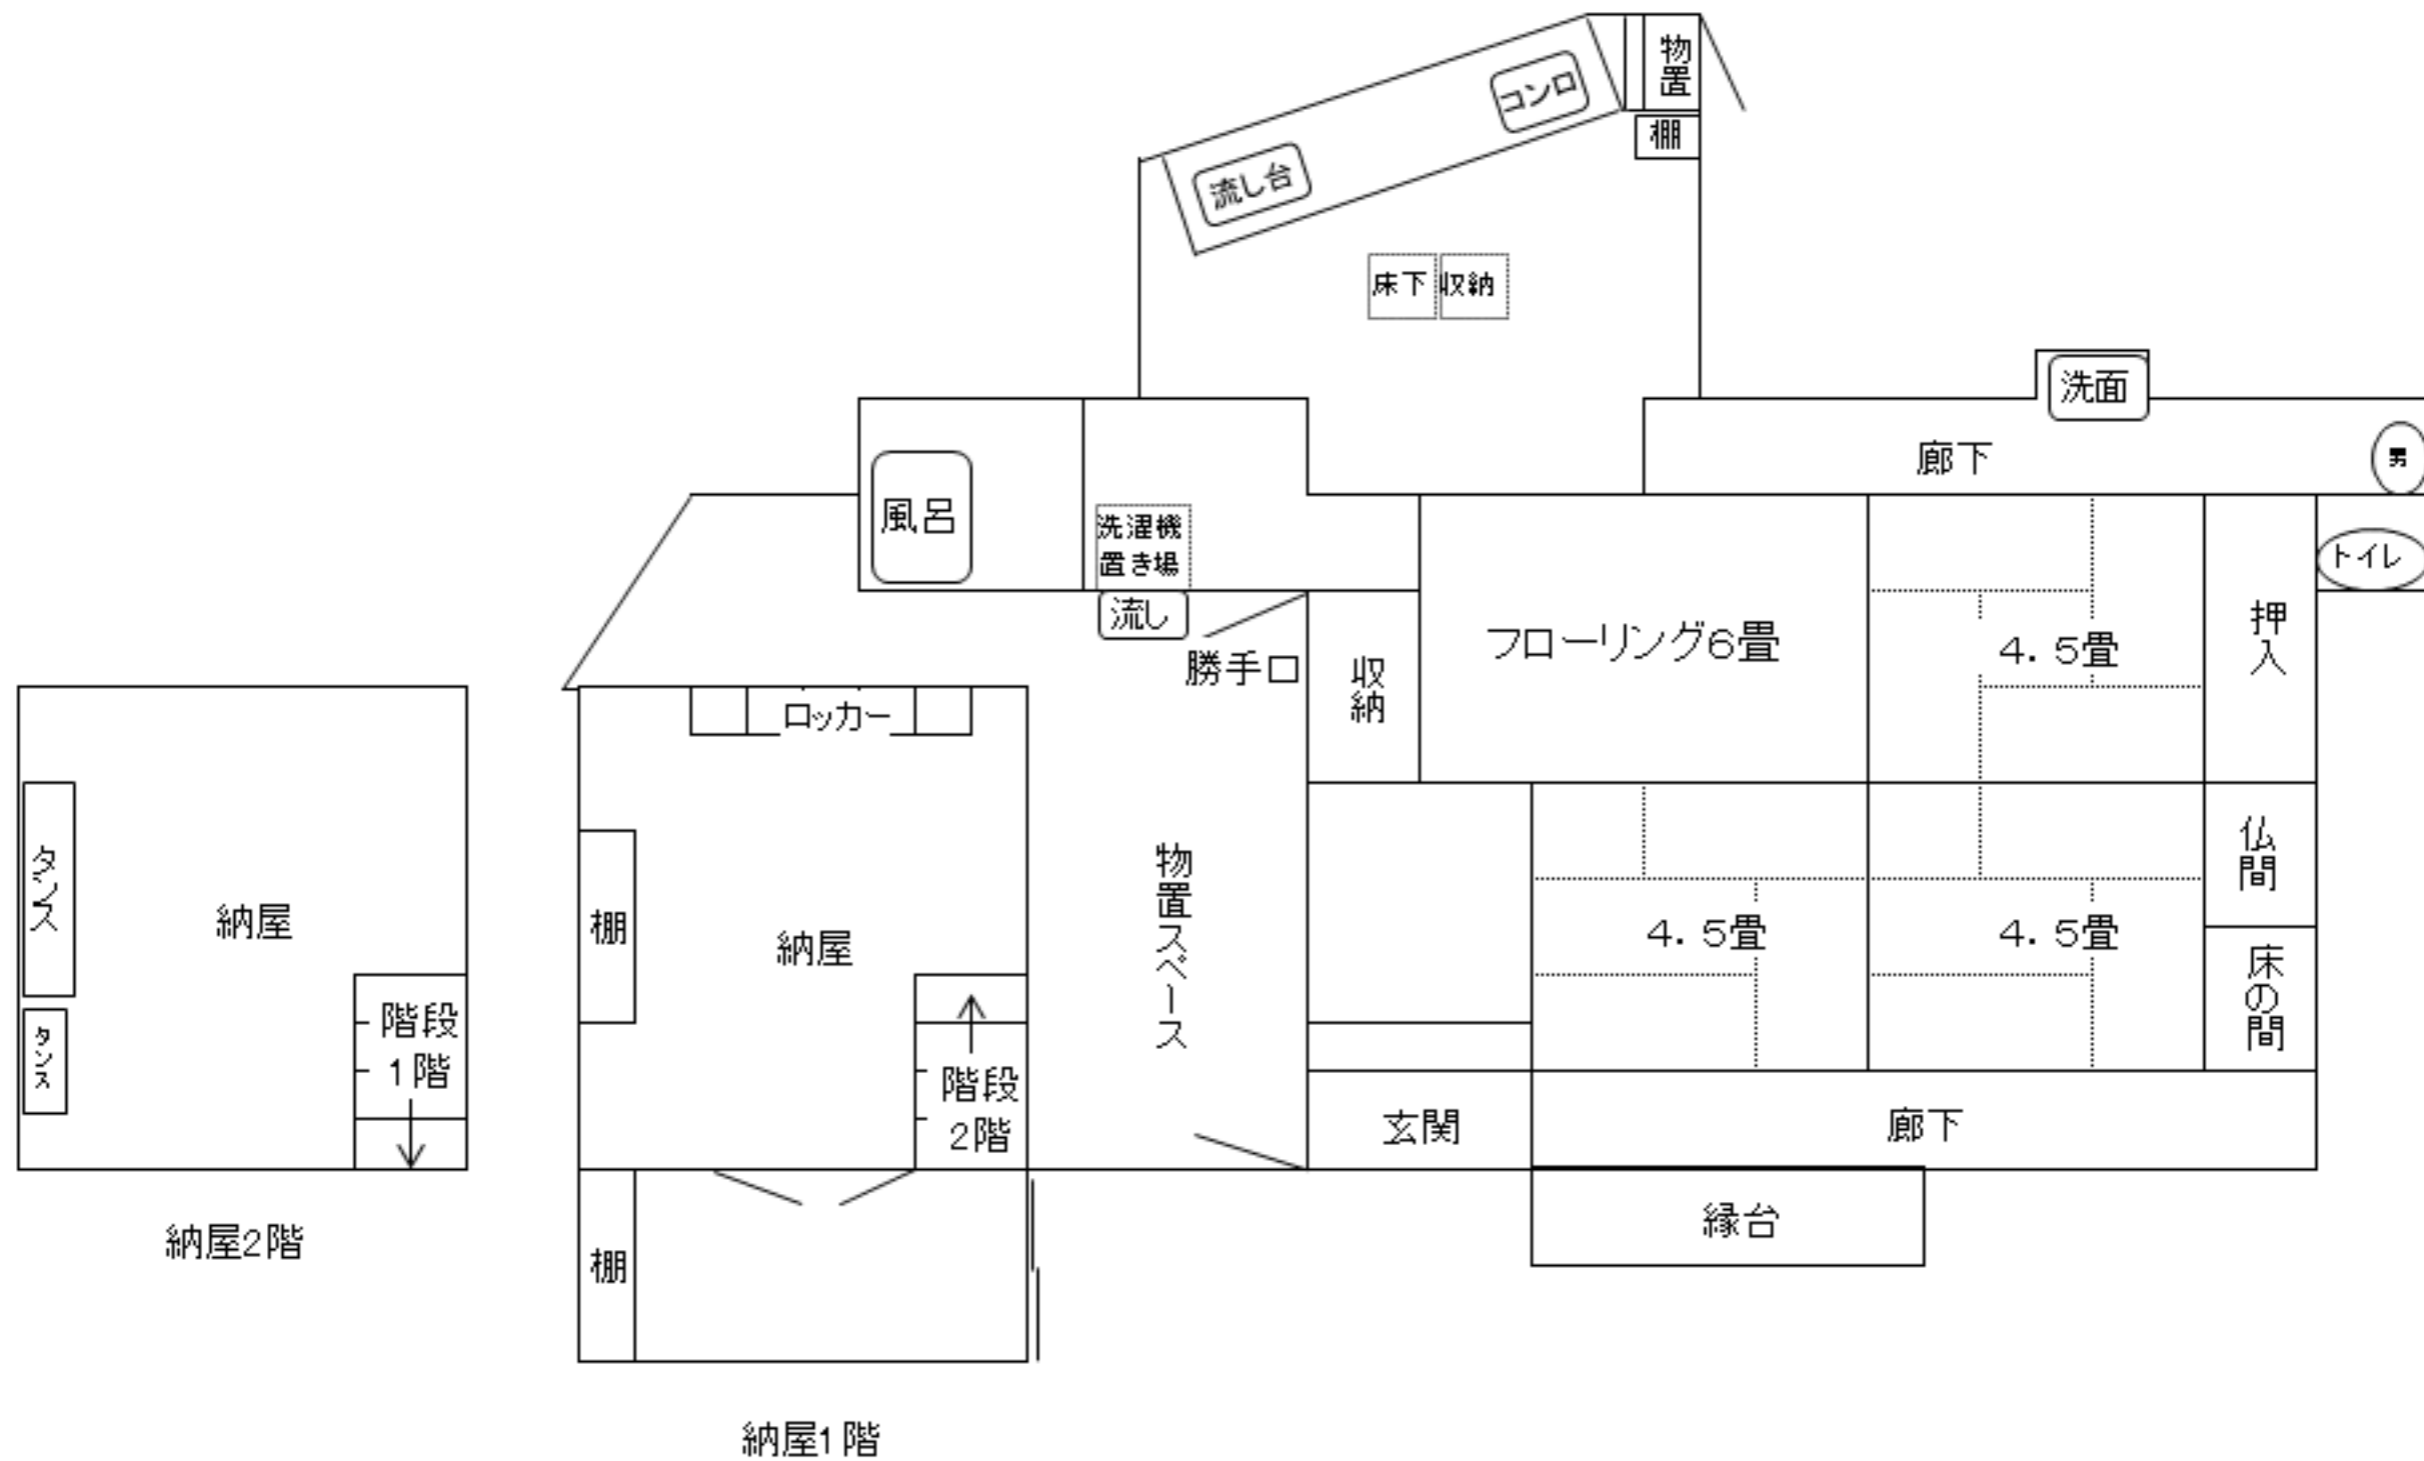 物置
コンロ
棚
流し台
床下収納
洗面
廊下
男
風呂
洗濯機
置き場
トイレ
流し
勝手口
収納
フローリング6畳
4．5畳
押入
ロッカー
タンス
納屋
棚
納屋
物置スペース
4．5畳
4．5畳
仏間
床の間
階段
1階
タンス
階段
2階
玄関
廊下
縁台
納屋2階
棚
納屋1階